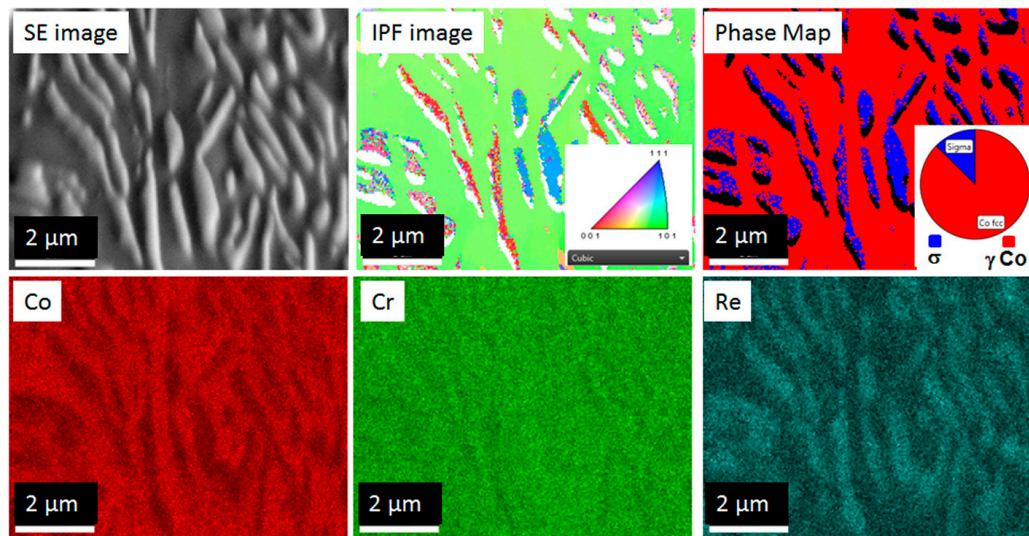 SE image
2 µm
IPF image
111
001
101
Cubic
2 µm
Phase Map
Sigma
Co fcc
σ
γ Co
2 µm
Co
2 µm
Cr
2 µm
Re
2 µm